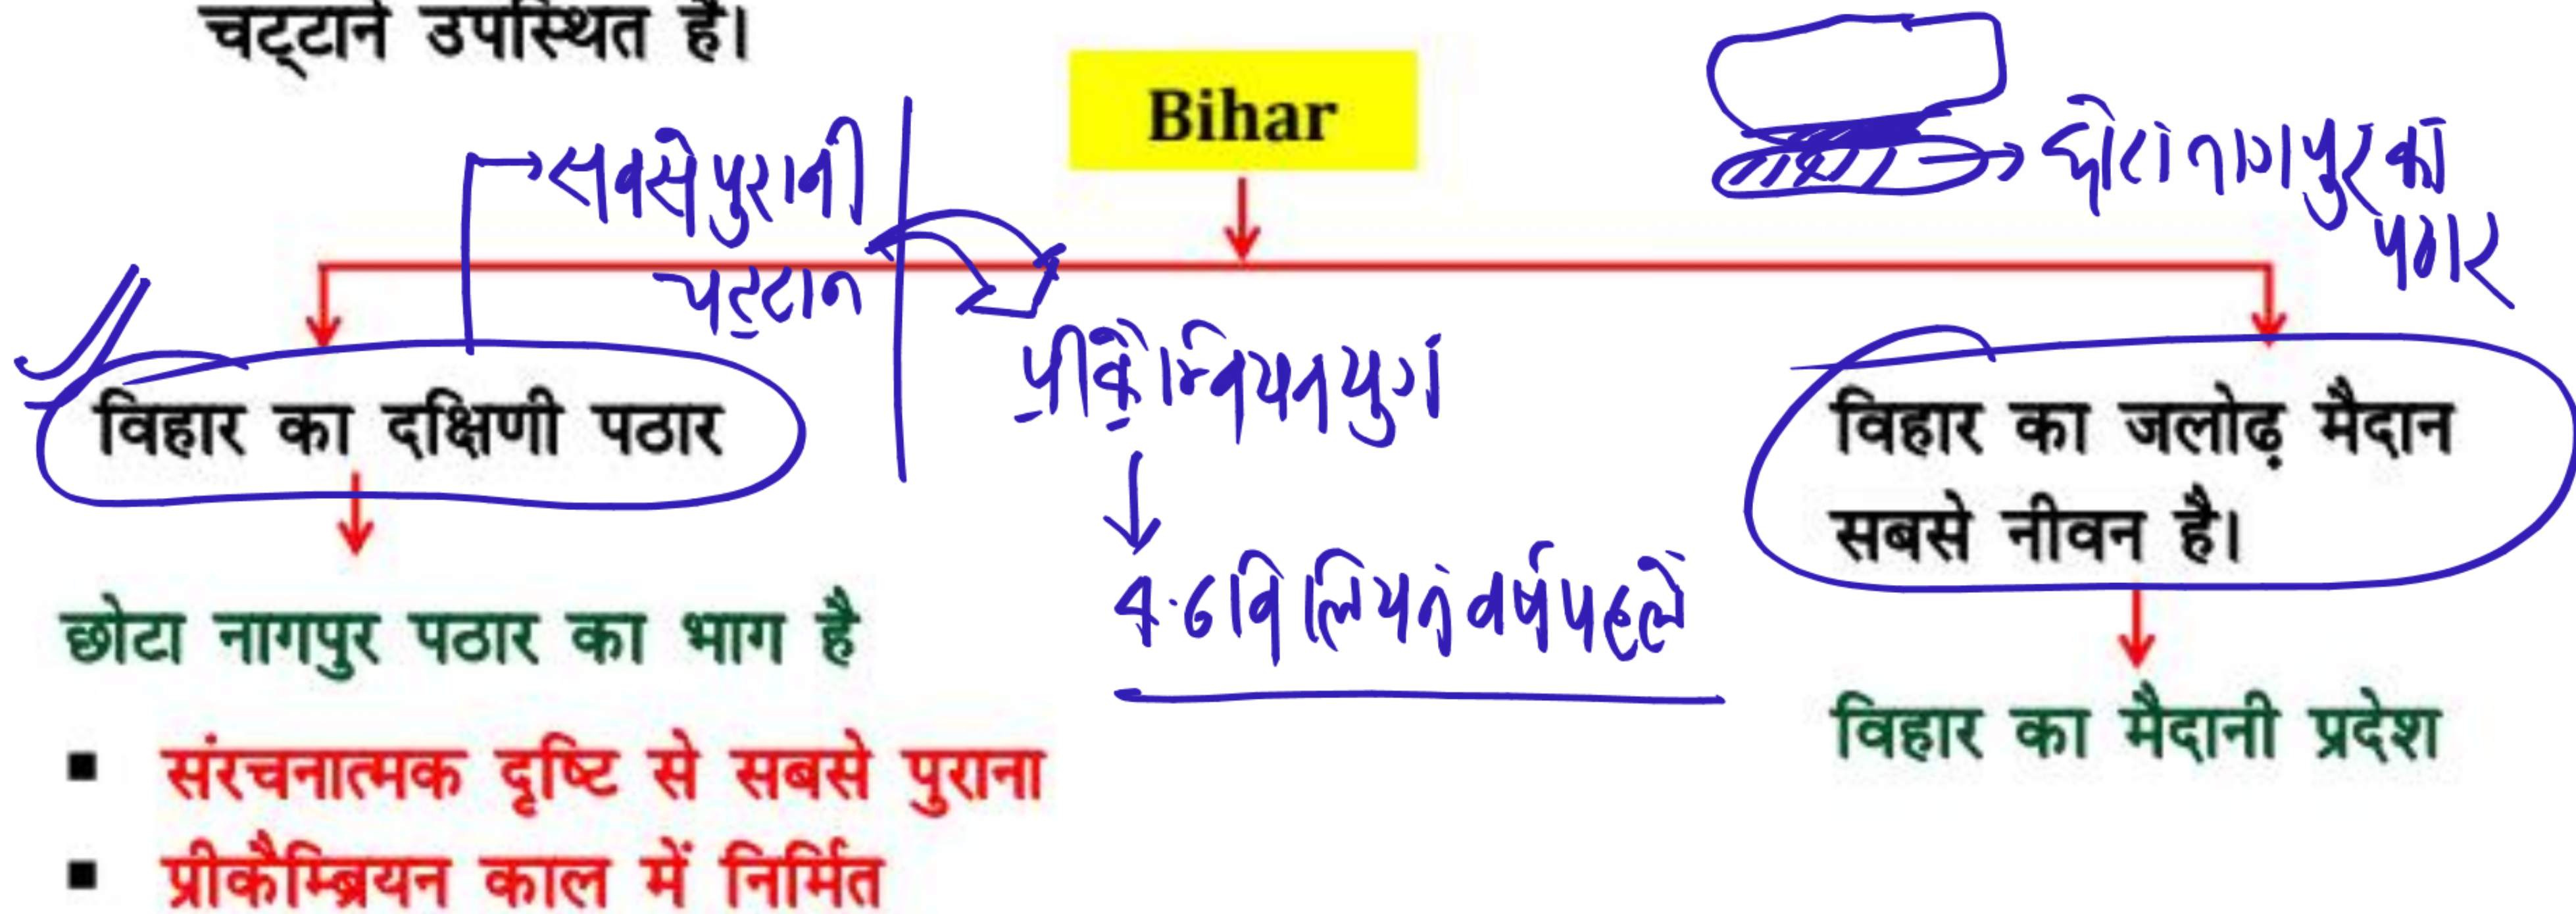 चट्टाने उपस्थित है।
Bihar
सबसे पुरानी
चट्टान
छोटानागपुर का
पठार
प्रीकैम्ब्रियन युग
4.6 बिलियन वर्ष पहले
विहार का दक्षिणी पठार
विहार का जलोढ़ मैदान
सबसे नीवन है।
छोटा नागपुर पठार का भाग है
विहार का मैदानी प्रदेश
▪ संरचनात्मक दृष्टि से सबसे पुराना
▪ प्रीकैम्ब्रियन काल में निर्मित